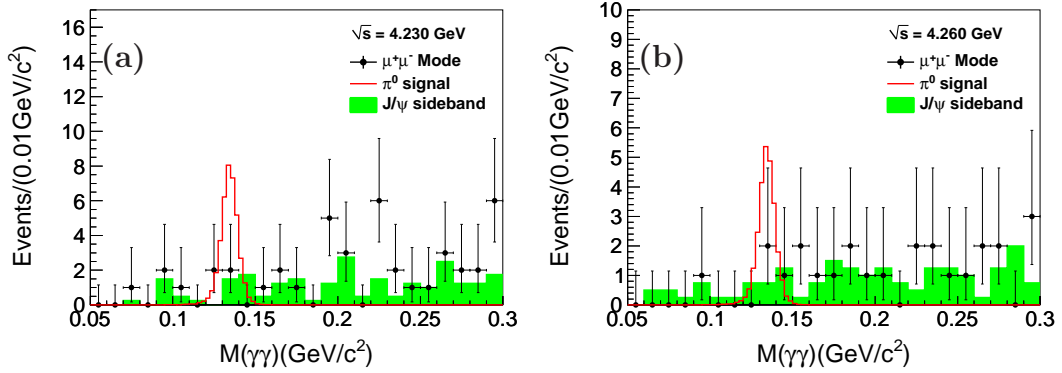 (a)
√s = 4.230 GeV
μ⁺μ⁻ Mode
π⁰ signal
J/ψ sideband
Events/(0.01GeV/c²)
16
14
12
10
8
6
4
2
0
0.05 0.1 0.15 0.2 0.25 0.3
M(γγ)(GeV/c²)
(b)
√s = 4.260 GeV
μ⁺μ⁻ Mode
π⁰ signal
J/ψ sideband
Events/(0.01GeV/c²)
10
9
8
7
6
5
4
3
2
1
0
0.05 0.1 0.15 0.2 0.25 0.3
M(γγ)(GeV/c²)